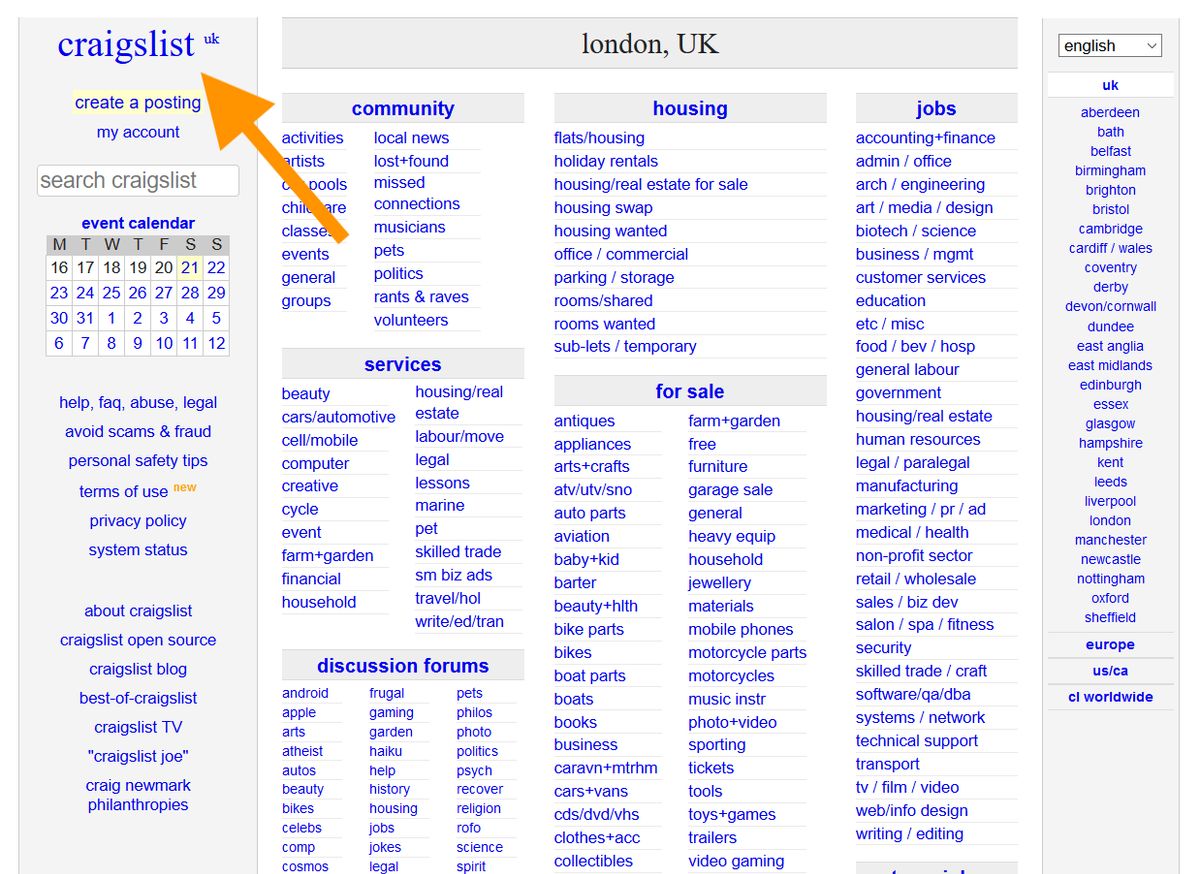 craigslist uk
create a posting
my account
search craigslist
event calendar
M T W T F S S
16 17 18 19 20 21 22
23 24 25 26 27 28 29
30 31 1 2 3 4 5
6 7 8 9 10 11 12
help, faq, abuse, legal
avoid scams & fraud
personal safety tips
terms of use new
privacy policy
system status
about craigslist
craigslist open source
craigslist blog
best-of-craigslist
craigslist TV
"craigslist joe"
craig newmark
philanthropies
london, UK
community
activities
artists
car pools
childcare
classes
events
general
groups
local news
lost+found
missed
connections
musicians
pets
politics
rants & raves
volunteers
services
beauty
cars/automotive
cell/mobile
computer
creative
cycle
event
farm+garden
financial
household
housing/real
estate
labour/move
legal
lessons
marine
pet
skilled trade
sm biz ads
travel/hol
write/ed/tran
discussion forums
android
apple
arts
atheist
autos
beauty
bikes
celebs
comp
cosmos
frugal
gaming
garden
haiku
help
history
housing
jobs
jokes
legal
pets
philos
photo
politics
psych
recover
religion
rofo
science
spirit
housing
flats/housing
holiday rentals
housing/real estate for sale
housing swap
housing wanted
office / commercial
parking / storage
rooms/shared
rooms wanted
sub-lets / temporary
for sale
antiques
appliances
arts+crafts
atv/utv/sno
auto parts
aviation
baby+kid
barter
beauty+hlth
bike parts
bikes
boat parts
boats
books
business
caravn+mtrhm
cars+vans
cds/dvd/vhs
clothes+acc
collectibles
farm+garden
free
furniture
garage sale
general
heavy equip
household
jewellery
materials
mobile phones
motorcycle parts
motorcycles
music instr
photo+video
sporting
tickets
tools
toys+games
trailers
video gaming
jobs
accounting+finance
admin / office
arch / engineering
art / media / design
biotech / science
business / mgmt
customer services
education
etc / misc
food / bev / hosp
general labour
government
housing/real estate
human resources
legal / paralegal
manufacturing
marketing / pr / ad
medical / health
non-profit sector
retail / wholesale
sales / biz dev
salon / spa / fitness
security
skilled trade / craft
software/qa/dba
systems / network
technical support
transport
tv / film / video
web/info design
writing / editing
english
uk
aberdeen
bath
belfast
birmingham
brighton
bristol
cambridge
cardiff / wales
coventry
derby
devon/cornwall
dundee
east anglia
east midlands
edinburgh
essex
glasgow
hampshire
kent
leeds
liverpool
london
manchester
newcastle
nottingham
oxford
sheffield
europe
us/ca
cl worldwide